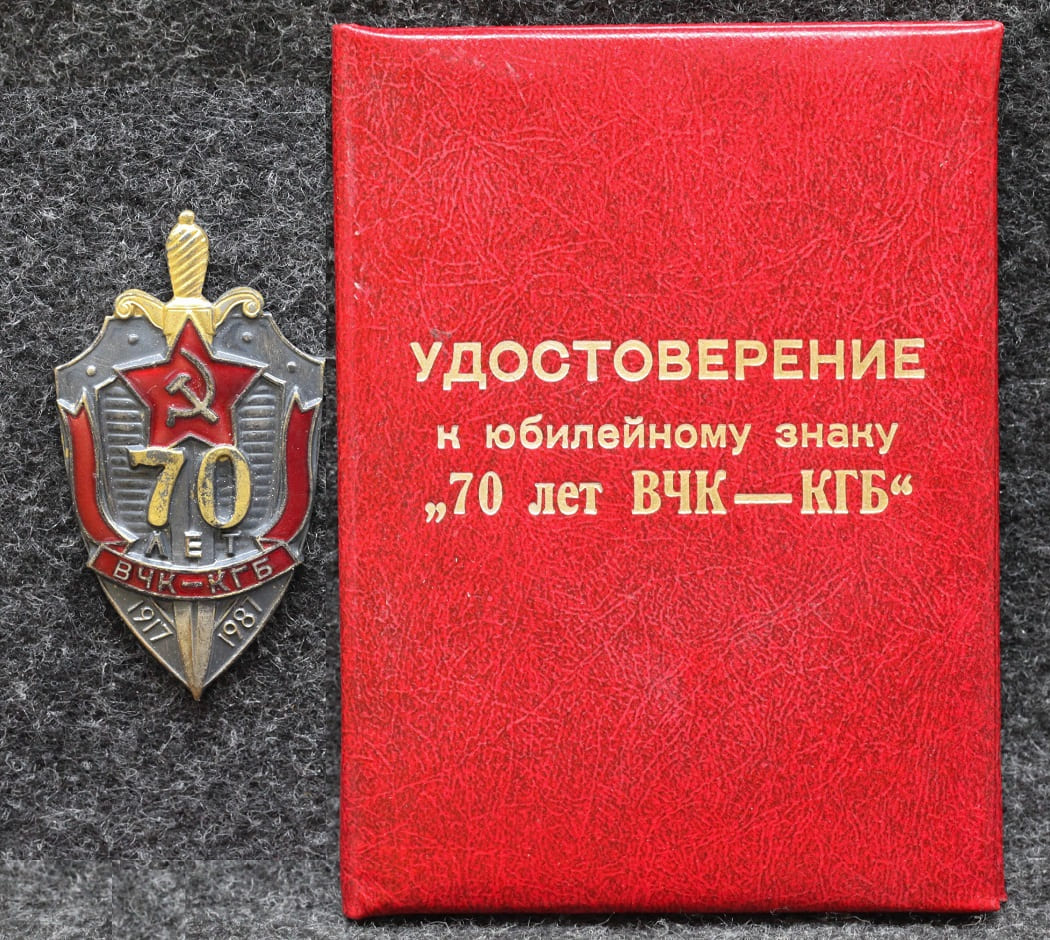 70
ЛЕТ
ВЧК—КГБ
1917 1981
УДОСТОВЕРЕНИЕ
к юбилейному знаку
„70 лет ВЧК—КГБ“